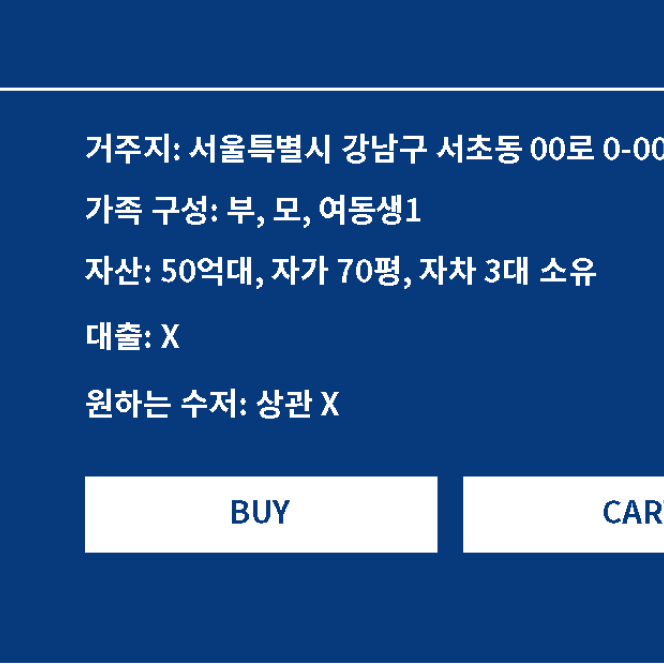 거주지: 서울특별시 강남구 서초동 00로 0-00
가족 구성: 부, 모, 여동생1
자산: 50억대, 자가 70평, 자차 3대 소유
대출: X
원하는 수저: 상관 X
BUY
CAR